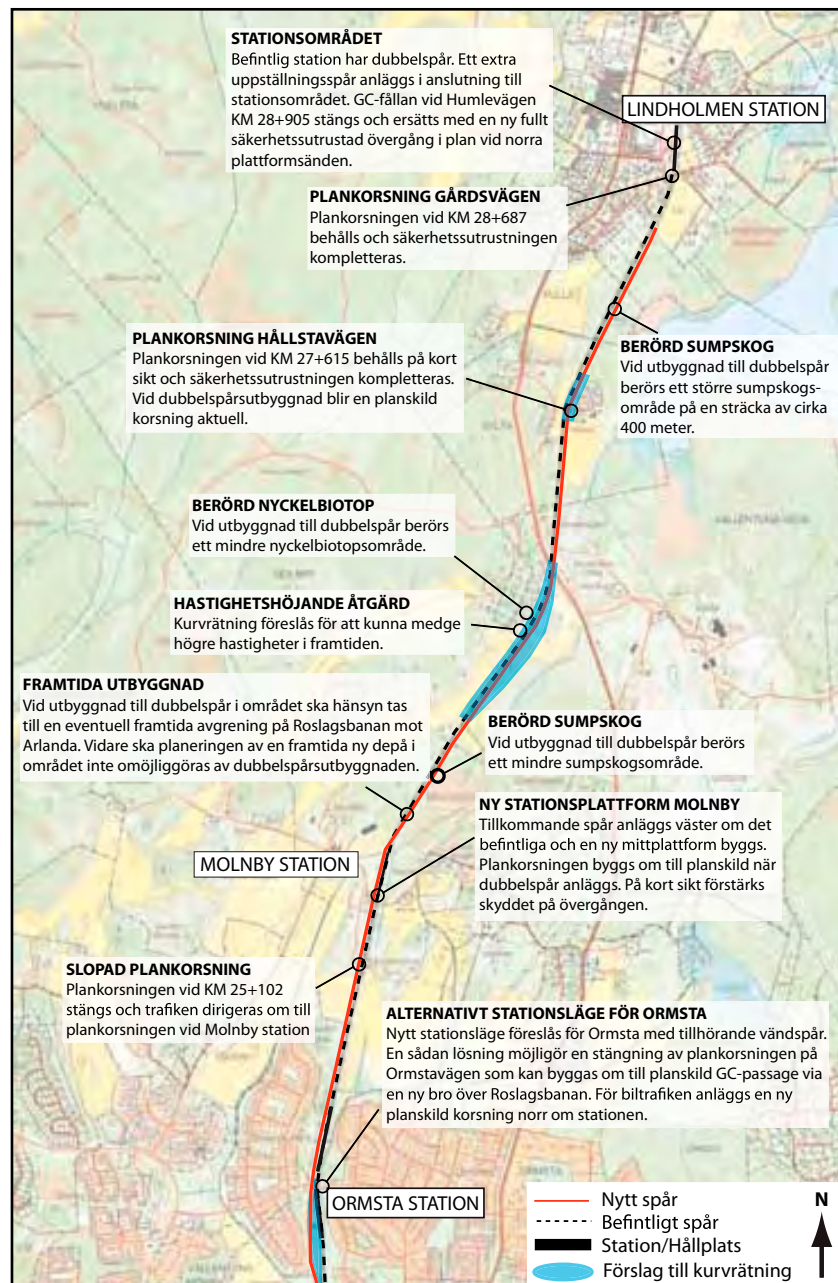 STATIONSOMRÅDET
Befintlig station har dubbelspår. Ett extra
uppställningsspår anläggs i anslutning till
stationsområdet. GC-fållan vid Humlevägen
KM 28+905 stängs och ersätts med en ny fullt
säkerhetssutrustad övergång i plan vid norra
plattformsänden.
LINDHOLMEN STATION
PLANKORSNING GÅRDSVÄGEN
Plankorsningen vid KM 28+687
behålls och säkerhetssutrustningen
kompletteras.
PLANKORSNING HÅLLSTAVÄGEN
Plankorsningen vid KM 27+615 behålls på kort
sikt och säkerhetssutrustningen kompletteras.
Vid dubbelspårsutbyggnad blir en planskild
korsning aktuell.
BERÖRD SUMPSKOG
Vid utbyggnad till dubbelspår
berörs ett större sumpskogs-
område på en sträcka av cirka
400 meter.
BERÖRD NYCKELBIOTOP
Vid utbyggnad till dubbelspår berörs
ett mindre nyckelbiotopsområde.
HASTIGHETSHÖJANDE ÅTGÄRD
Kurvrätning föreslås för att kunna medge
högre hastigheter i framtiden.
FRAMTIDA UTBYGGNAD
Vid utbyggnad till dubbelspår i området ska hänsyn tas
till en eventuell framtida avgrening på Roslagsbanan mot
Arlanda. Vidare ska planeringen av en framtida ny depå i
området inte omöjliggöras av dubbelspårsutbyggnaden.
BERÖRD SUMPSKOG
Vid utbyggnad till dubbelspår berörs
ett mindre sumpskogsområde.
NY STATIONSPLATTFORM MOLNBY
Tillkommande spår anläggs väster om det
befintliga och en ny mittplattform byggs.
Plankorsningen byggs om till planskild när
dubbelspår anläggs. På kort sikt förstärks
skyddet på övergången.
MOLNBY STATION
SLOPAD PLANKORSNING
Plankorsningen vid KM 25+102
stängs och trafiken dirigeras om till
plankorsningen vid Molnby station
ALTERNATIVT STATIONSLÄGE FÖR ORMSTA
Nytt stationsläge föreslås för Ormsta med tillhörande vändspår.
En sådan lösning möjligör en stängning av plankorsningen på
Ormstavägen som kan byggas om till planskild GC-passage via
en ny bro över Roslagsbanan. För biltrafiken anläggs en ny
planskild korsning norr om stationen.
ORMSTA STATION
Nytt spår
Befintligt spår
Station/Hållplats
Förslag till kurvrätning
N